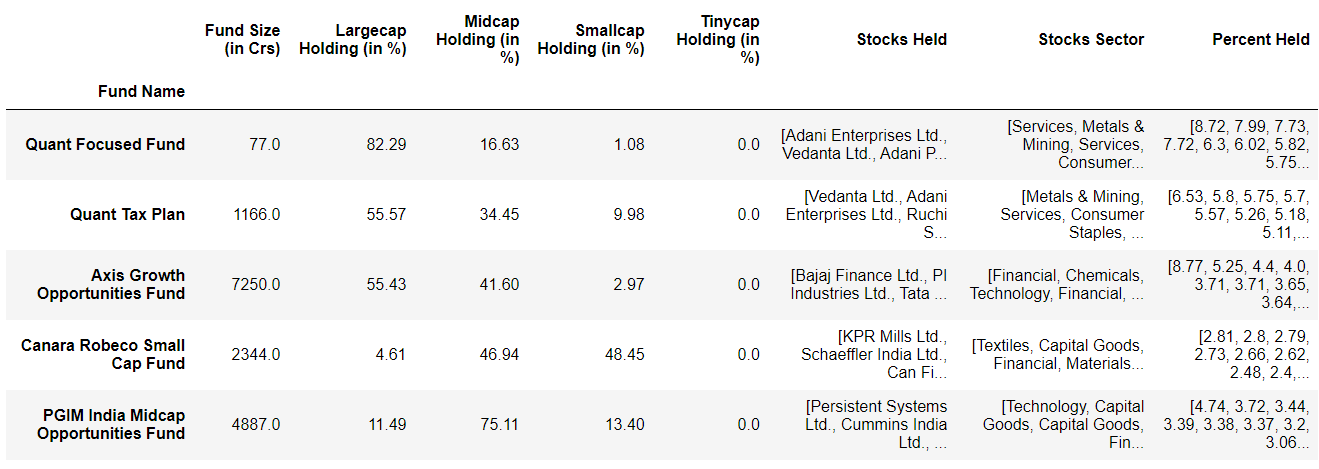 Fund Size (in Crs) Largecap Holding (in %) Midcap Holding (in %) Smallcap Holding (in %) Tinycap Holding (in %) Stocks Held Stocks Sector Percent Held
Fund Name
Quant Focused Fund 77.0 82.29 16.63 1.08 0.0 [Adani Enterprises Ltd., Vedanta Ltd., Adani P... [Services, Metals & Mining, Services, Consumer... [8.72, 7.99, 7.73, 7.72, 6.3, 6.02, 5.82, 5.75...
Quant Tax Plan 1166.0 55.57 34.45 9.98 0.0 [Vedanta Ltd., Adani Enterprises Ltd., Ruchi S... [Metals & Mining, Services, Consumer Staples, ... [6.53, 5.8, 5.75, 5.7, 5.57, 5.26, 5.18, 5.11,...
Axis Growth Opportunities Fund 7250.0 55.43 41.60 2.97 0.0 [Bajaj Finance Ltd., PI Industries Ltd., Tata ... [Financial, Chemicals, Technology, Financial, ... [8.77, 5.25, 4.4, 4.0, 3.71, 3.71, 3.65, 3.64,...
Canara Robeco Small Cap Fund 2344.0 4.61 46.94 48.45 0.0 [KPR Mills Ltd., Schaeffler India Ltd., Can Fi... [Textiles, Capital Goods, Financial, Materials... [2.81, 2.8, 2.79, 2.73, 2.66, 2.62, 2.48, 2.4,...
PGIM India Midcap Opportunities Fund 4887.0 11.49 75.11 13.40 0.0 [Persistent Systems Ltd., Cummins India Ltd., ... [Technology, Capital Goods, Capital Goods, Fin... [4.74, 3.72, 3.44, 3.39, 3.38, 3.37, 3.2, 3.06...